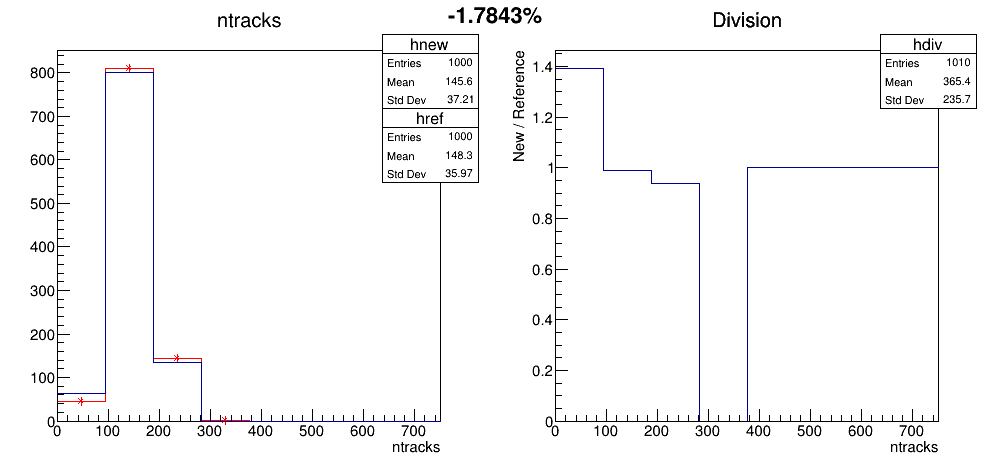 -1.7843%
ntracks
hnew
Entries 1000
Mean 145.6
Std Dev 37.21
href
Entries 1000
Mean 148.3
Std Dev 35.97
800
700
600
500
400
300
200
100
0
0 100 200 300 400 500 600 700
ntracks
Division
hdiv
Entries 1010
Mean 365.4
Std Dev 235.7
New / Reference
1.4
1.2
1
0.8
0.6
0.4
0.2
0
0 100 200 300 400 500 600 700
ntracks